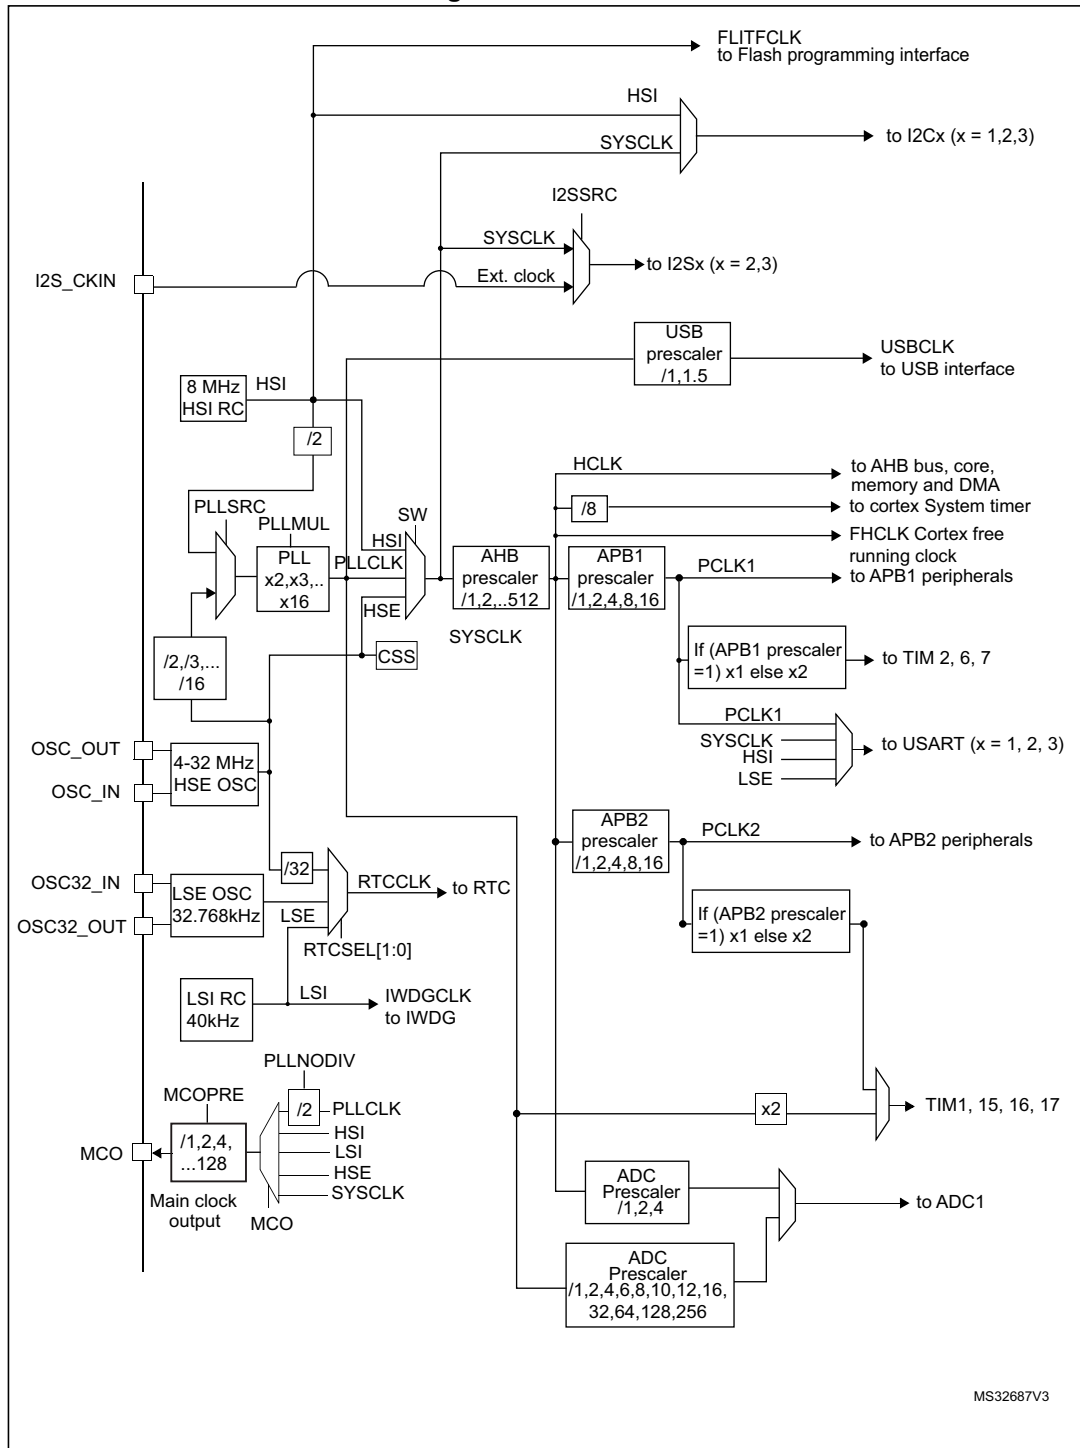 FLITFCLK
to Flash programming interface
HSI
SYSCLK
to I2Cx (x = 1,2,3)
I2SSRC
SYSCLK
Ext. clock
to I2Sx (x = 2,3)
I2S_CKIN
USB
prescaler
/1,1.5
USBCLK
to USB interface
8 MHz
HSI RC
HSI
/2
HCLK
to AHB bus, core,
memory and DMA
/8
to cortex System timer
FHCLK Cortex free
running clock
PLLSRC
PLLMUL
PLL
x2,x3,..
x16
SW
HSI
PLLCLK
HSE
AHB
prescaler
/1,2,..512
APB1
prescaler
/1,2,4,8,16
PCLK1
to APB1 peripherals
SYSCLK
CSS
/2,/3,...
/16
If (APB1 prescaler
=1) x1 else x2
to TIM 2, 6, 7
PCLK1
SYSCLK
HSI
LSE
to USART (x = 1, 2, 3)
OSC_OUT
OSC_IN
4-32 MHz
HSE OSC
APB2
prescaler
/1,2,4,8,16
PCLK2
to APB2 peripherals
/32
OSC32_IN
OSC32_OUT
LSE OSC
32.768kHz
LSE
RTCCLK
to RTC
RTCSEL[1:0]
If (APB2 prescaler
=1) x1 else x2
LSI RC
40kHz
LSI
IWDGCLK
to IWDG
PLLNODIV
MCOPRE
/2
PLLCLK
HSI
LSI
HSE
SYSCLK
MCO
/1,2,4,
...128
Main clock
output
MCO
x2
TIM1, 15, 16, 17
ADC
Prescaler
/1,2,4
to ADC1
ADC
Prescaler
/1,2,4,6,8,10,12,16,
32,64,128,256
MS32687V3